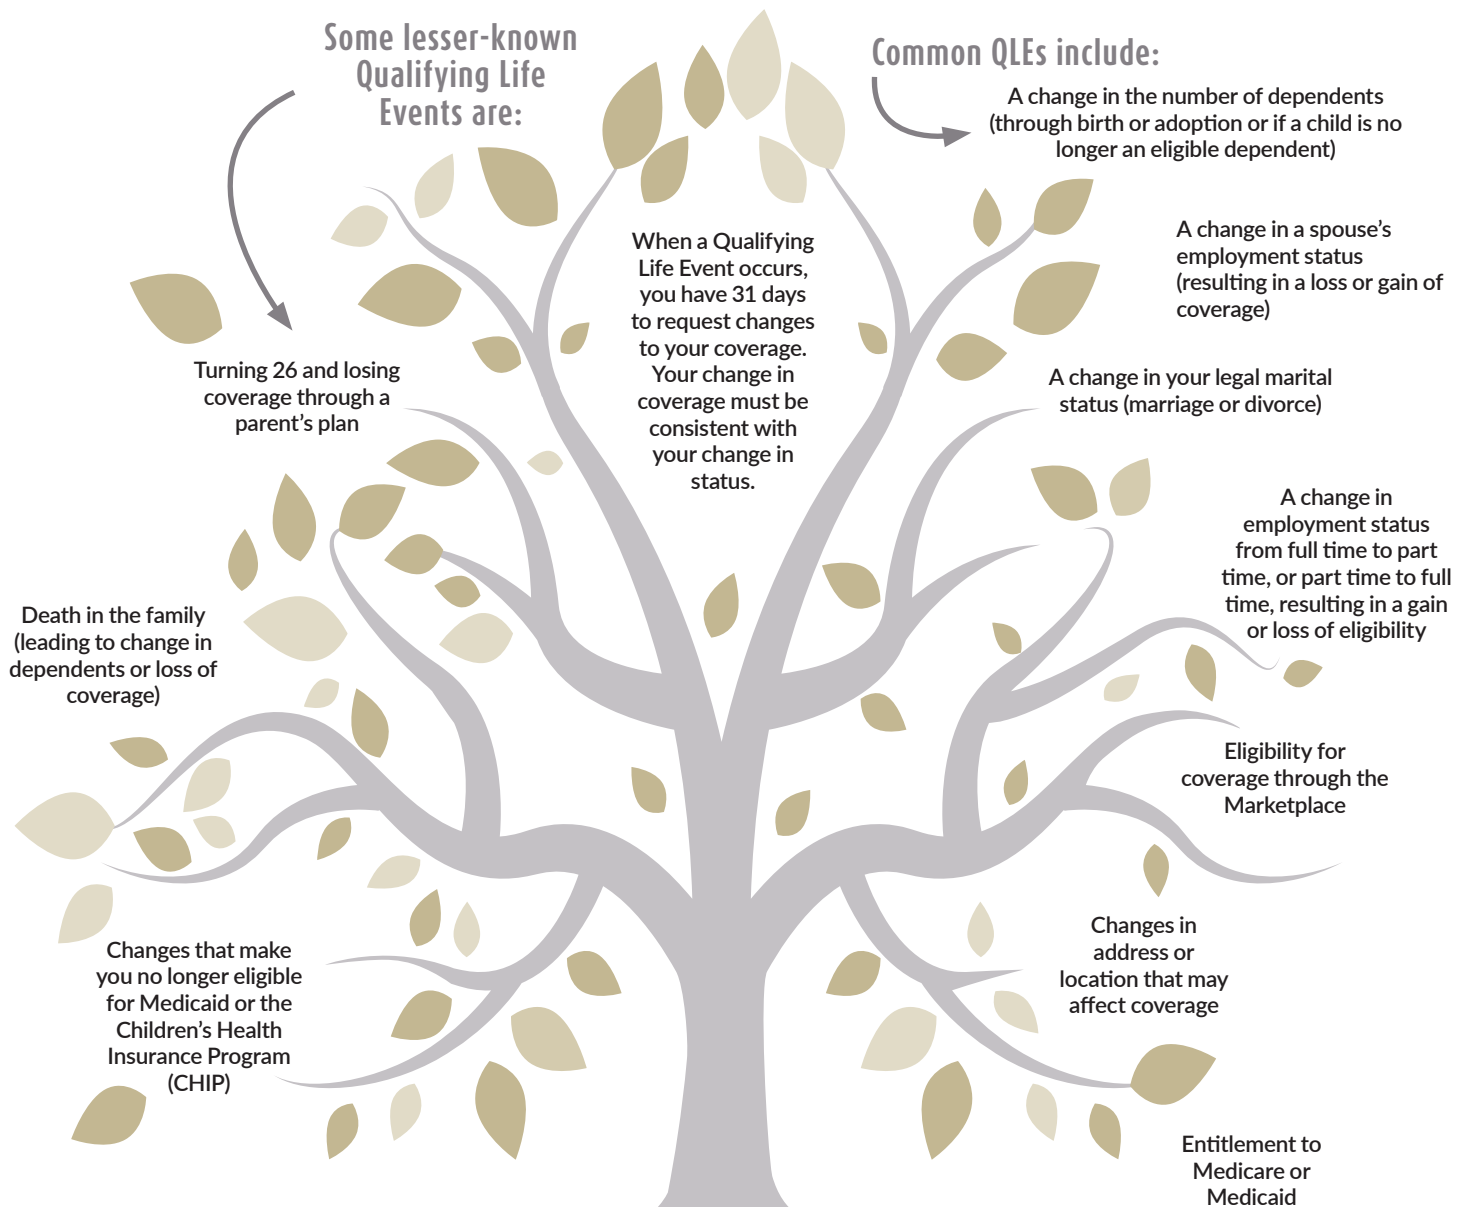 Some lesser-known
Qualifying Life
Events are:
Turning 26 and losing
coverage through a
parent’s plan
Death in the family
(leading to change in
dependents or loss of
coverage)
Changes that make
you no longer eligible
for Medicaid or the
Children’s Health
Insurance Program
(CHIP)
When a Qualifying
Life Event occurs,
you have 31 days
to request changes
to your coverage.
Your change in
coverage must be
consistent with
your change in
status.
Common QLEs include:
A change in the number of dependents
(through birth or adoption or if a child is no
longer an eligible dependent)
A change in a spouse’s
employment status
(resulting in a loss or gain of
coverage)
A change in your legal marital
status (marriage or divorce)
A change in
employment status
from full time to part
time, or part time to full
time, resulting in a gain
or loss of eligibility
Eligibility for
coverage through the
Marketplace
Changes in
address or
location that may
affect coverage
Entitlement to
Medicare or
Medicaid